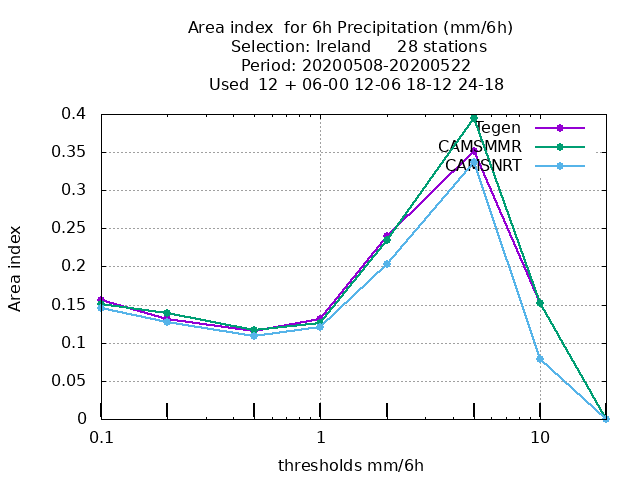 Area index  for 6h Precipitation (mm/6h)
Selection: Ireland     28 stations
Period: 20200508-20200522
Used  12 + 06-00 12-06 18-12 24-18
Tegen
CAMSMMR
CAMSNRT
0.4
0.35
0.3
0.25
0.2
0.15
0.1
0.05
0
Area index
0.1
1
10
thresholds mm/6h